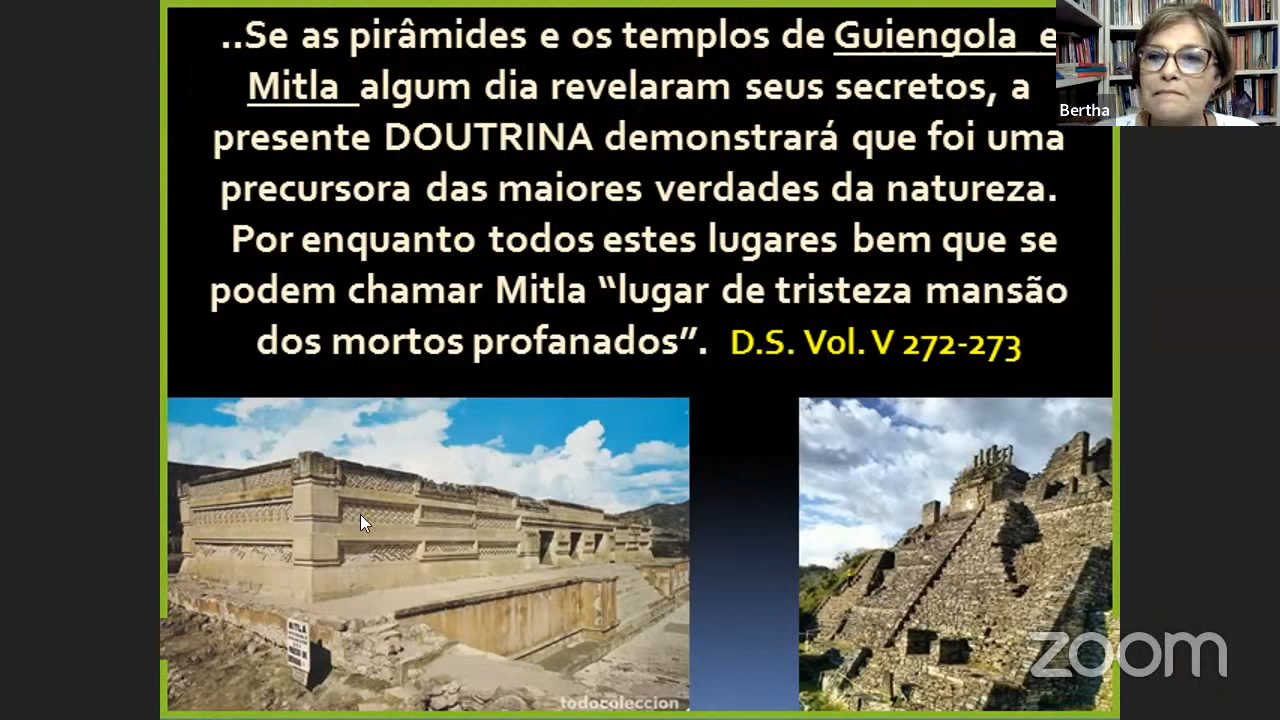 ..Se as pirâmides e os templos de Guiengola e
Mitla algum dia revelaram seus secretos, a
presente DOUTRINA demonstrará que foi uma
precursora das maiores verdades da natureza.
Por enquanto todos estes lugares bem que se
podem chamar Mitla “lugar de tristeza mansão
dos mortos profanados”. D.S. Vol. V 272-273
Bertha
MITLA
todocoleccion
zoom